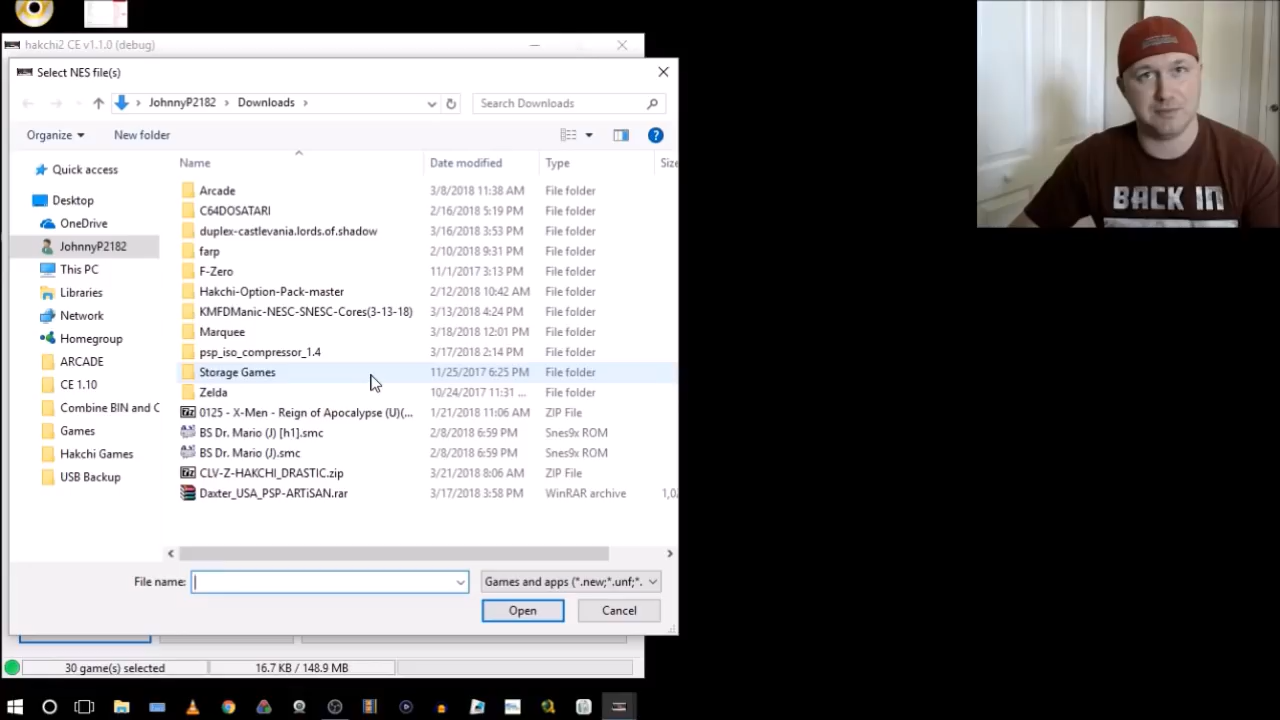 hakchi2 CE v1.1.0 (debug)
Select NES file(s)
JohnnyP2182 > Downloads >
Search Downloads
Organize
New folder
Name Date modified Type Size
Quick access
Desktop
OneDrive
JohnnyP2182
This PC
Libraries
Network
Homegroup
ARCADE
CE 1.10
Combine BIN and C
Games
Hakchi Games
USB Backup
Arcade 3/8/2018 11:38 AM File folder
C64DOSATARI 2/16/2018 5:19 PM File folder
duplex-castlevania.lords.of.shadow 3/16/2018 3:53 PM File folder
farp 2/10/2018 9:31 PM File folder
F-Zero 11/1/2017 3:13 PM File folder
Hakchi-Option-Pack-master 2/12/2018 10:42 AM File folder
KMFDManic-NESC-SNESC-Cores(3-13-18) 3/13/2018 4:24 PM File folder
Marquee 3/18/2018 12:01 PM File folder
psp_iso_compressor_1.4 3/17/2018 2:14 PM File folder
Storage Games 11/25/2017 6:25 PM File folder
Zelda 10/24/2017 11:31 ... File folder
0125 - X-Men - Reign of Apocalypse (U)(... 1/21/2018 11:06 AM ZIP File
BS Dr. Mario (J) [h1].smc 2/8/2018 6:59 PM Snes9x ROM
BS Dr. Mario (J).smc 2/8/2018 6:59 PM Snes9x ROM
CLV-Z-HAKCHI_DRASTIC.zip 3/21/2018 8:06 AM ZIP File
Daxter_USA_PSP-ARTiSAN.rar 3/17/2018 3:58 PM WinRAR archive 1,0
File name:
Games and apps (*.new;*.unf;*.
Open
Cancel
30 game(s) selected
16.7 KB / 148.9 MB
BACK IN